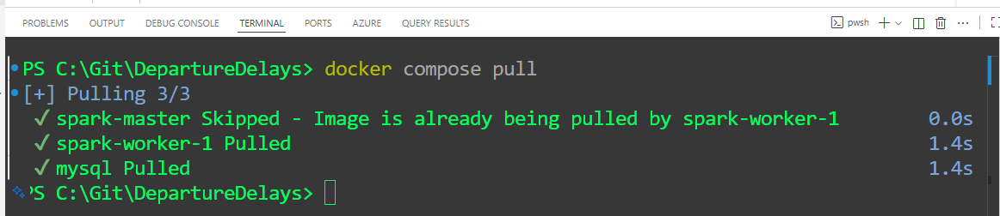 PROBLEMS OUTPUT DEBUG CONSOLE TERMINAL PORTS AZURE QUERY RESULTS pwsh
PS C:\Git\DepartureDelays> docker compose pull
[+] Pulling 3/3
✓ spark-master Skipped - Image is already being pulled by spark-worker-1 0.0s
✓ spark-worker-1 Pulled 1.4s
✓ mysql Pulled 1.4s
PS C:\Git\DepartureDelays>